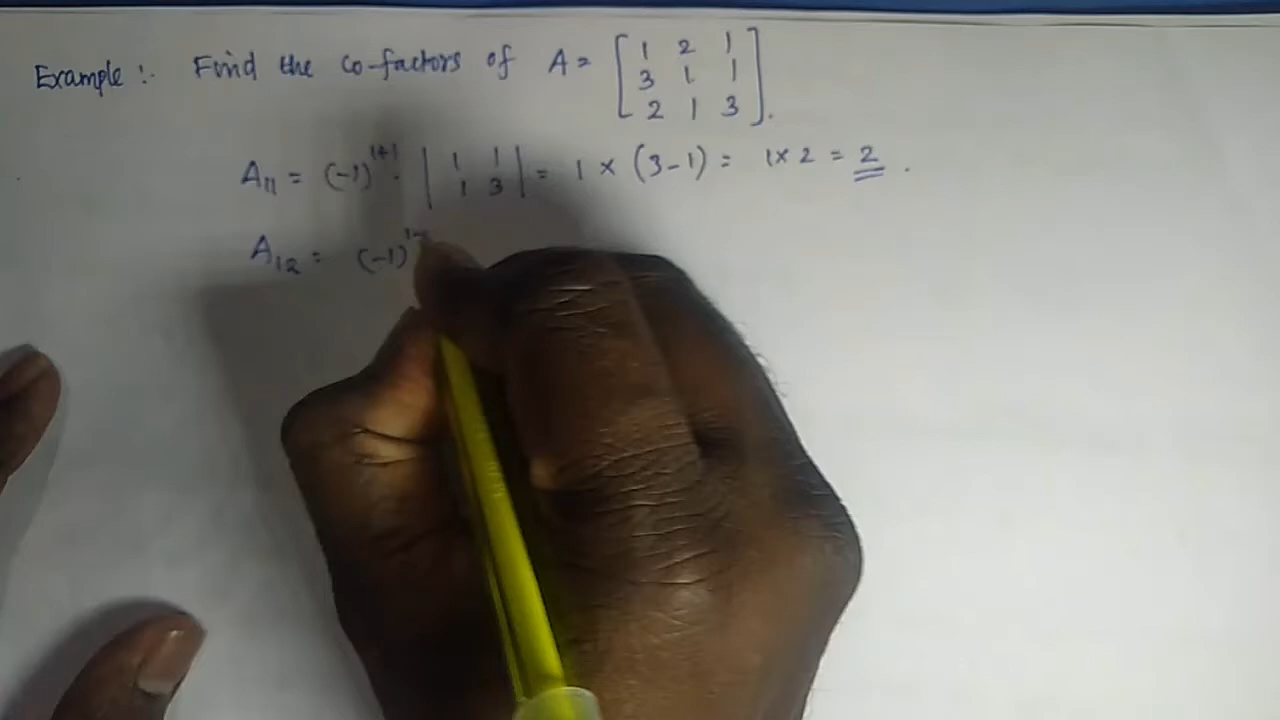 Example :- Find the co-factors of A = [ 1 2 1
3 1 1
2 1 3 ].
A11 = (-1)^1+1 . | 1 1
1 3 | = 1 × (3-1) = 1×2 = 2 .
A12 = (-1)^1